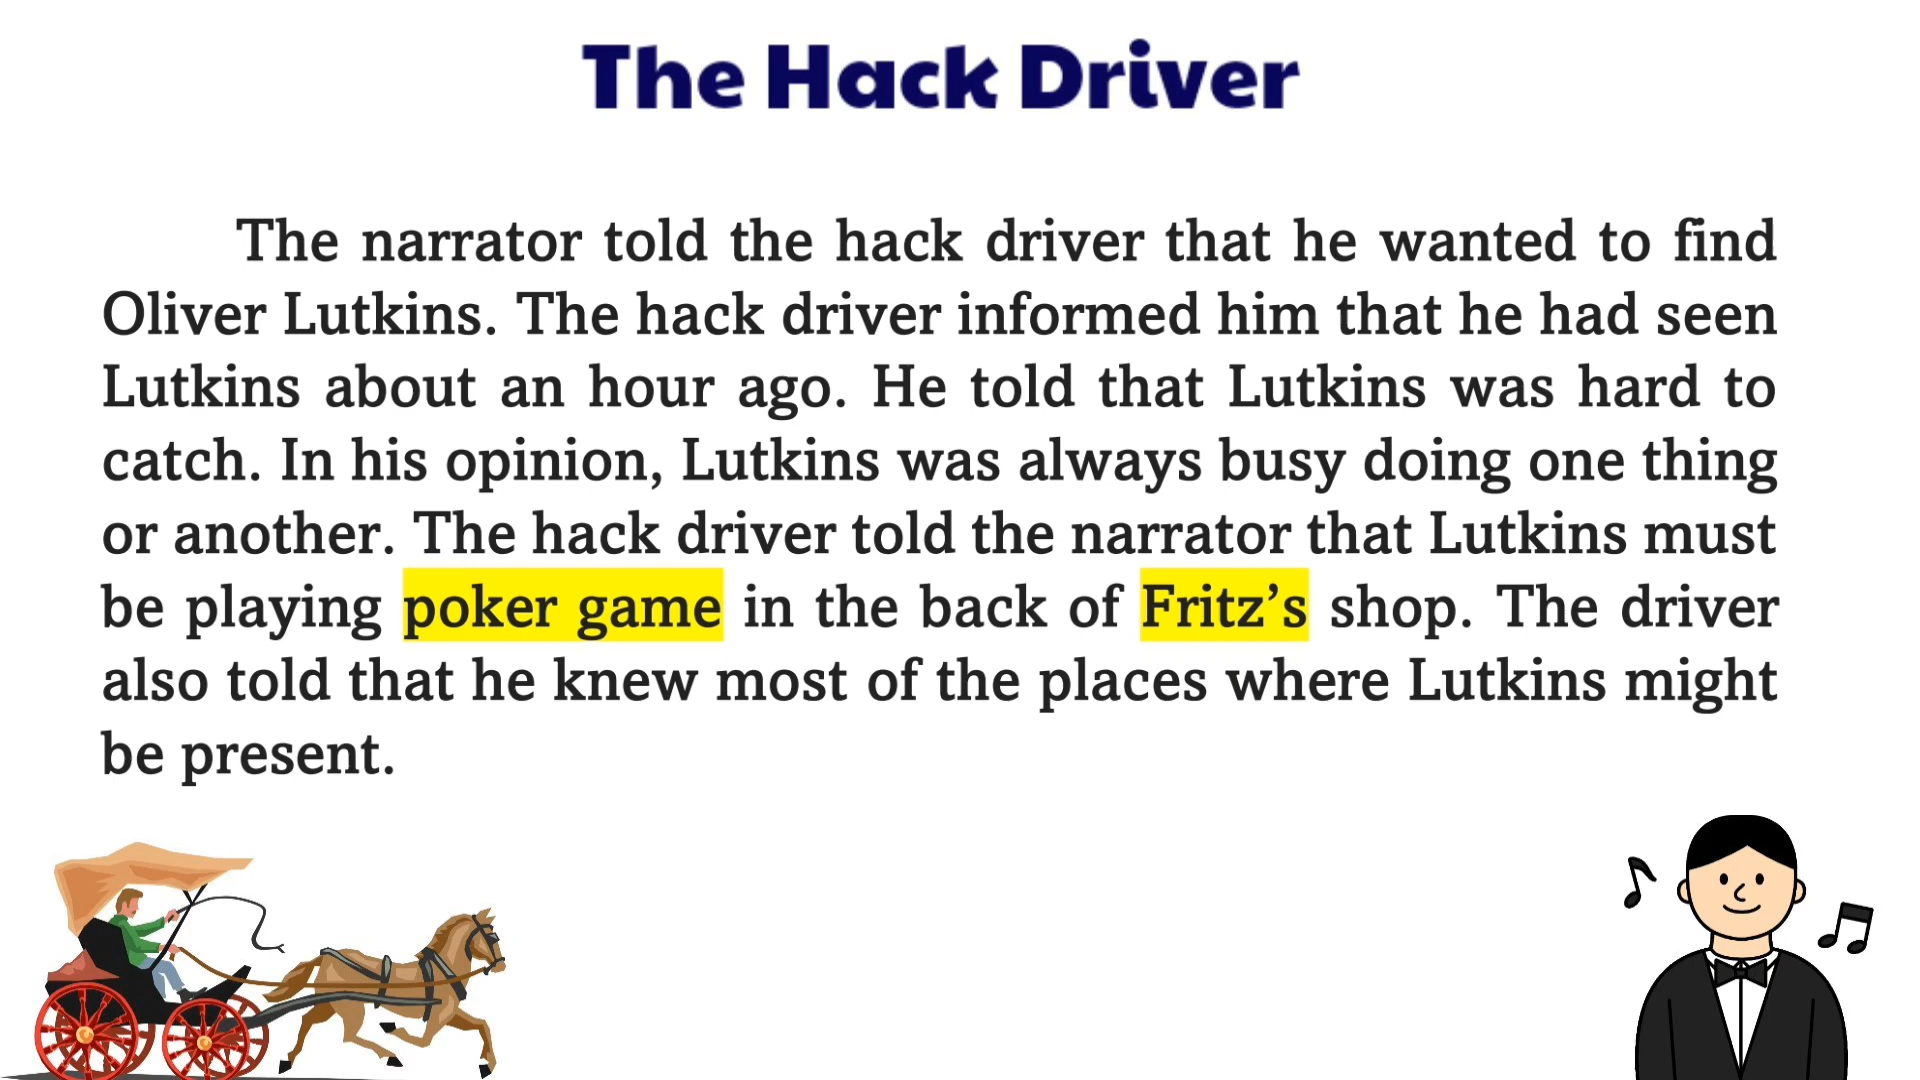 The Hack Driver
The narrator told the hack driver that he wanted to find
Oliver Lutkins. The hack driver informed him that he had seen
Lutkins about an hour ago. He told that Lutkins was hard to
catch. In his opinion, Lutkins was always busy doing one thing
or another. The hack driver told the narrator that Lutkins must
be playing poker game in the back of Fritz’s shop. The driver
also told that he knew most of the places where Lutkins might
be present.